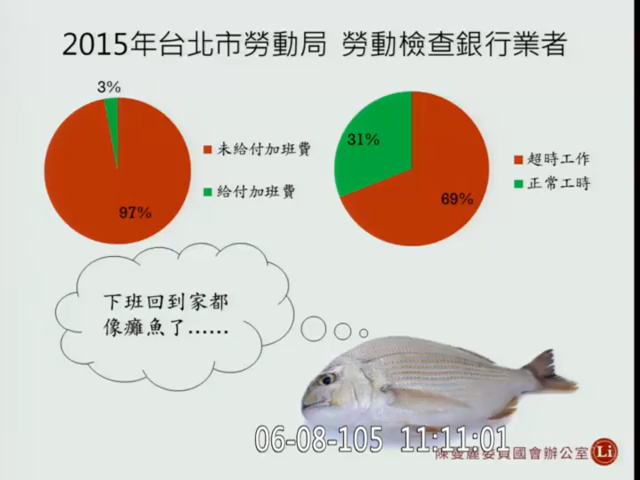 2015年台北市勞動局 勞動檢查銀行業者
3%
97%
未給付加班費
給付加班費
31%
69%
超時工作
正常工時
下班回到家都
像癱魚了……
06-08-105 11:11:01
陳曼麗委員國會辦公室
Li